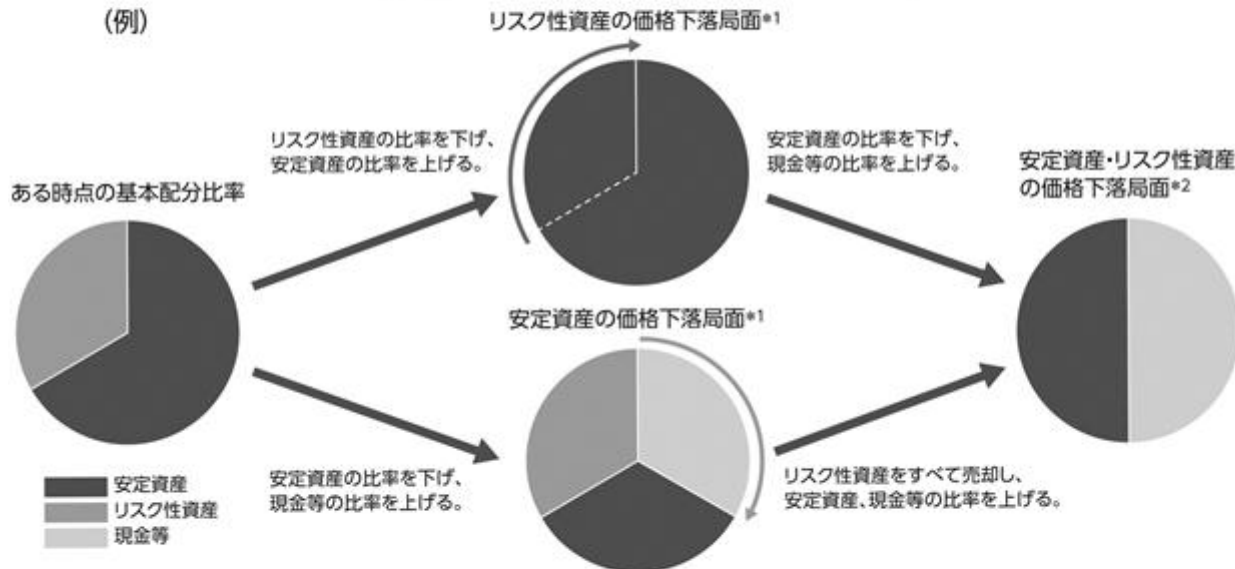 (例)
リスク性資産の価格下落局面*1
リスク性資産の比率を下げ、
安定資産の比率を上げる。
安定資産の比率を下げ、
現金等の比率を上げる。
ある時点の基本配分比率
安定資産・リスク性資産
の価格下落局面*2
安定資産の価格下落局面*1
安定資産の比率を下げ、
現金等の比率を上げる。
リスク性資産をすべて売却し、
安定資産、現金等の比率を上げる。
安定資産
リスク性資産
現金等